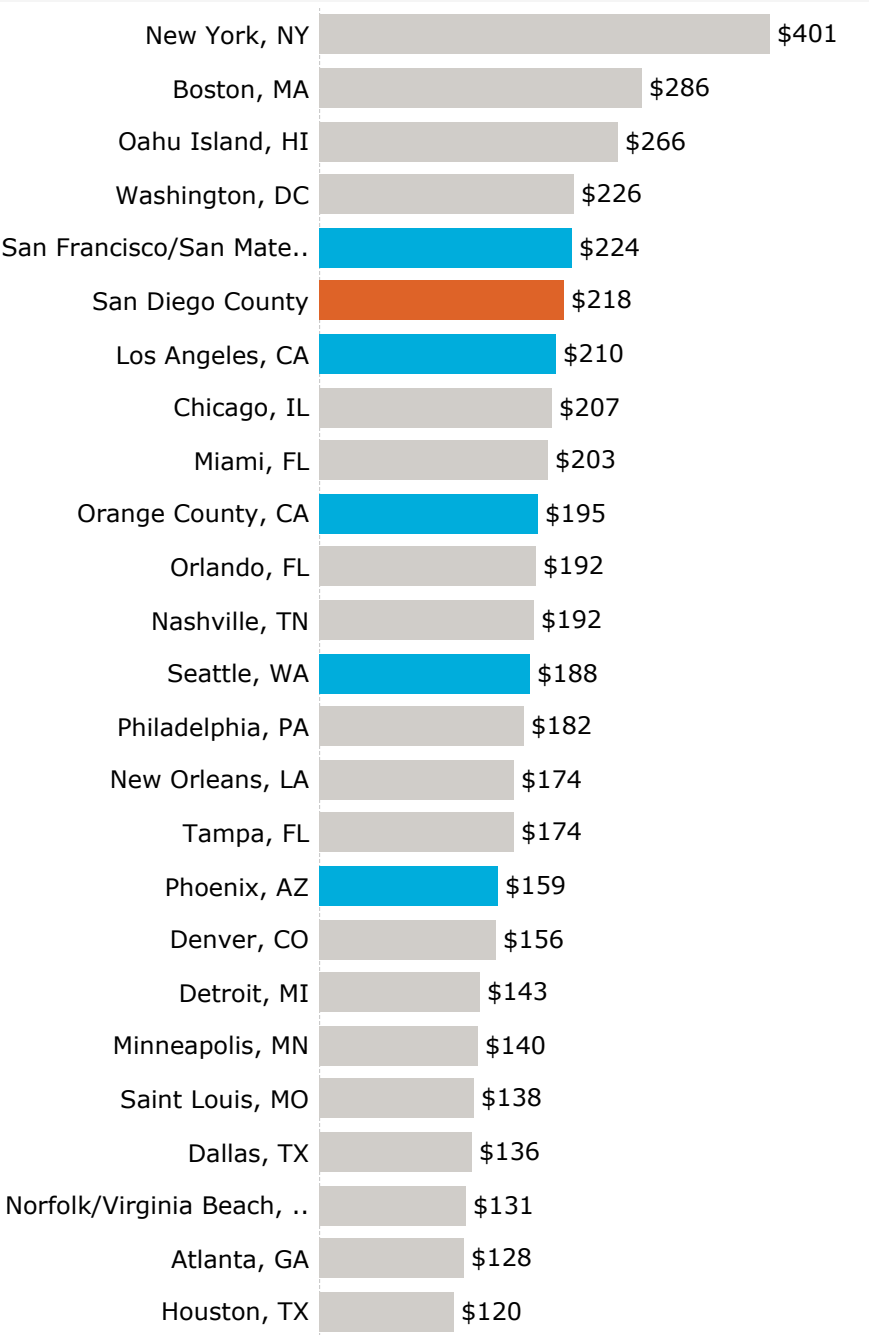 New York, NY $401
Boston, MA $286
Oahu Island, HI $266
Washington, DC $226
San Francisco/San Mate.. $224
San Diego County $218
Los Angeles, CA $210
Chicago, IL $207
Miami, FL $203
Orange County, CA $195
Orlando, FL $192
Nashville, TN $192
Seattle, WA $188
Philadelphia, PA $182
New Orleans, LA $174
Tampa, FL $174
Phoenix, AZ $159
Denver, CO $156
Detroit, MI $143
Minneapolis, MN $140
Saint Louis, MO $138
Dallas, TX $136
Norfolk/Virginia Beach, .. $131
Atlanta, GA $128
Houston, TX $120